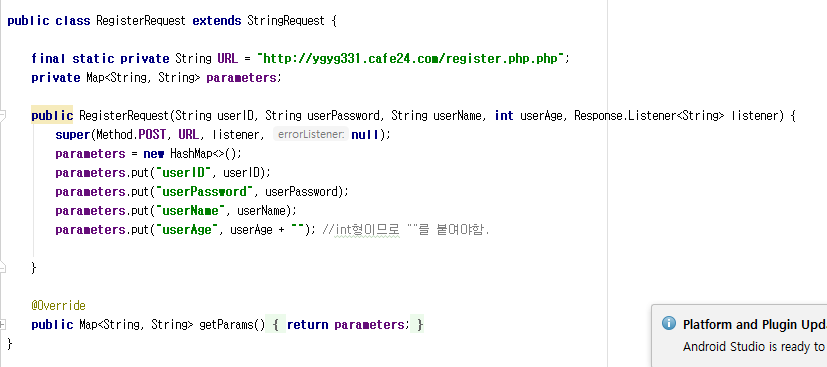 public class RegisterRequest extends StringRequest {
final static private String URL = "http://ygyg331.cafe24.com/register.php.php";
private Map<String, String> parameters;
public RegisterRequest(String userID, String userPassword, String userName, int userAge, Response.Listener<String> listener) {
super(Method.POST, URL, listener, errorListener: null);
parameters = new HashMap<>();
parameters.put("userID", userID);
parameters.put("userPassword", userPassword);
parameters.put("userName", userName);
parameters.put("userAge", userAge + ""); //int형이므로 ""를 붙여야함.
}
@Override
public Map<String, String> getParams() { return parameters; }
}
Platform and Plugin Upda
Android Studio is ready to